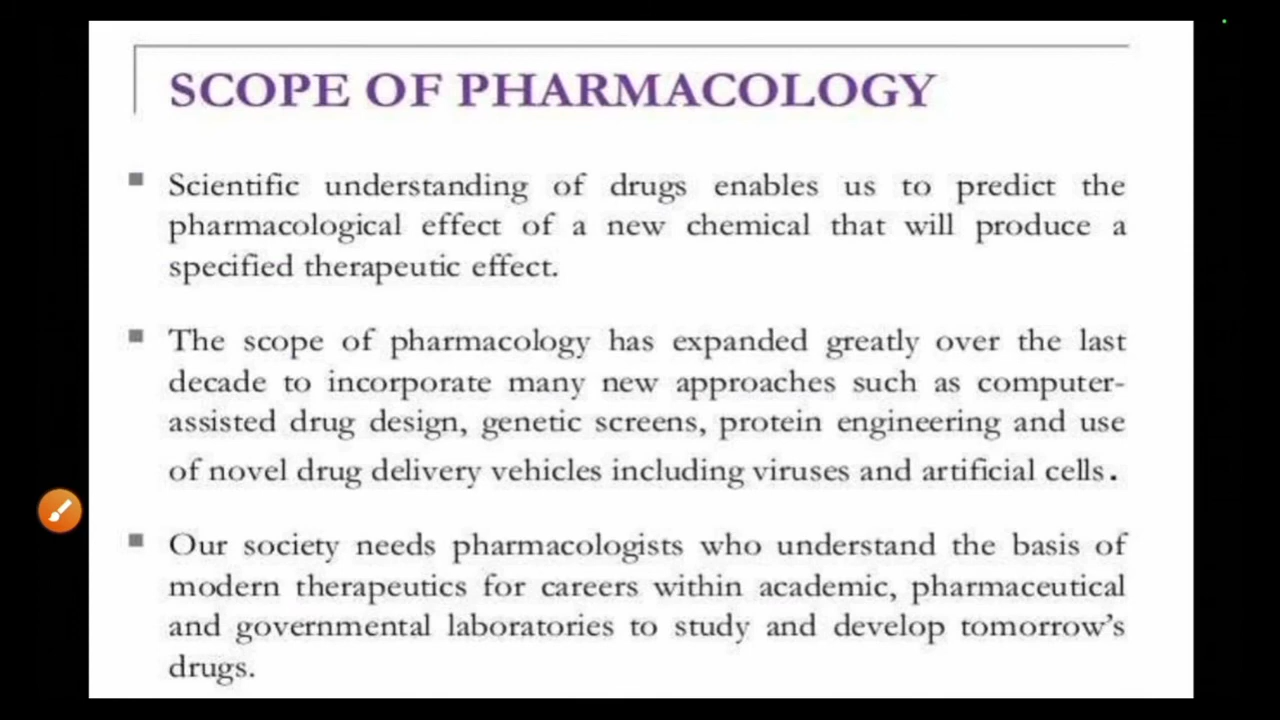 SCOPE OF PHARMACOLOGY
Scientific understanding of drugs enables us to predict the
pharmacological effect of a new chemical that will produce a
specified therapeutic effect.
The scope of pharmacology has expanded greatly over the last
decade to incorporate many new approaches such as computer-
assisted drug design, genetic screens, protein engineering and use
of novel drug delivery vehicles including viruses and artificial cells.
Our society needs pharmacologists who understand the basis of
modern therapeutics for careers within academic, pharmaceutical
and governmental laboratories to study and develop tomorrow's
drugs.